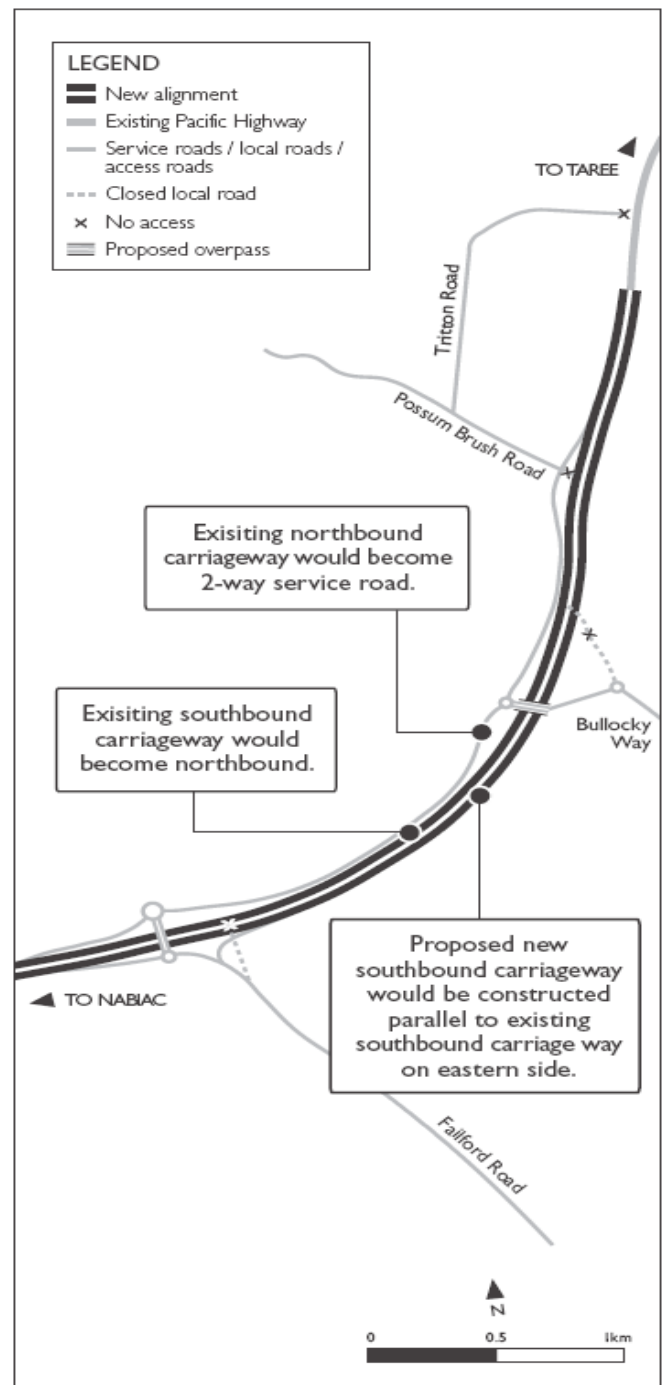 LEGEND
New alignment
Existing Pacific Highway
Service roads / local roads /
access roads
Closed local road
No access
Proposed overpass
TO TAREE
Tritton Road
Possum Brush Road
Exisiting northbound
carriageway would become
2-way service road.
Exisiting southbound
carriageway would
become northbound.
Bullocky
Way
TO NABIAC
Proposed new
southbound carriageway
would be constructed
parallel to existing
southbound carriage way
on eastern side.
Failford Road
N
0 0.5 1km